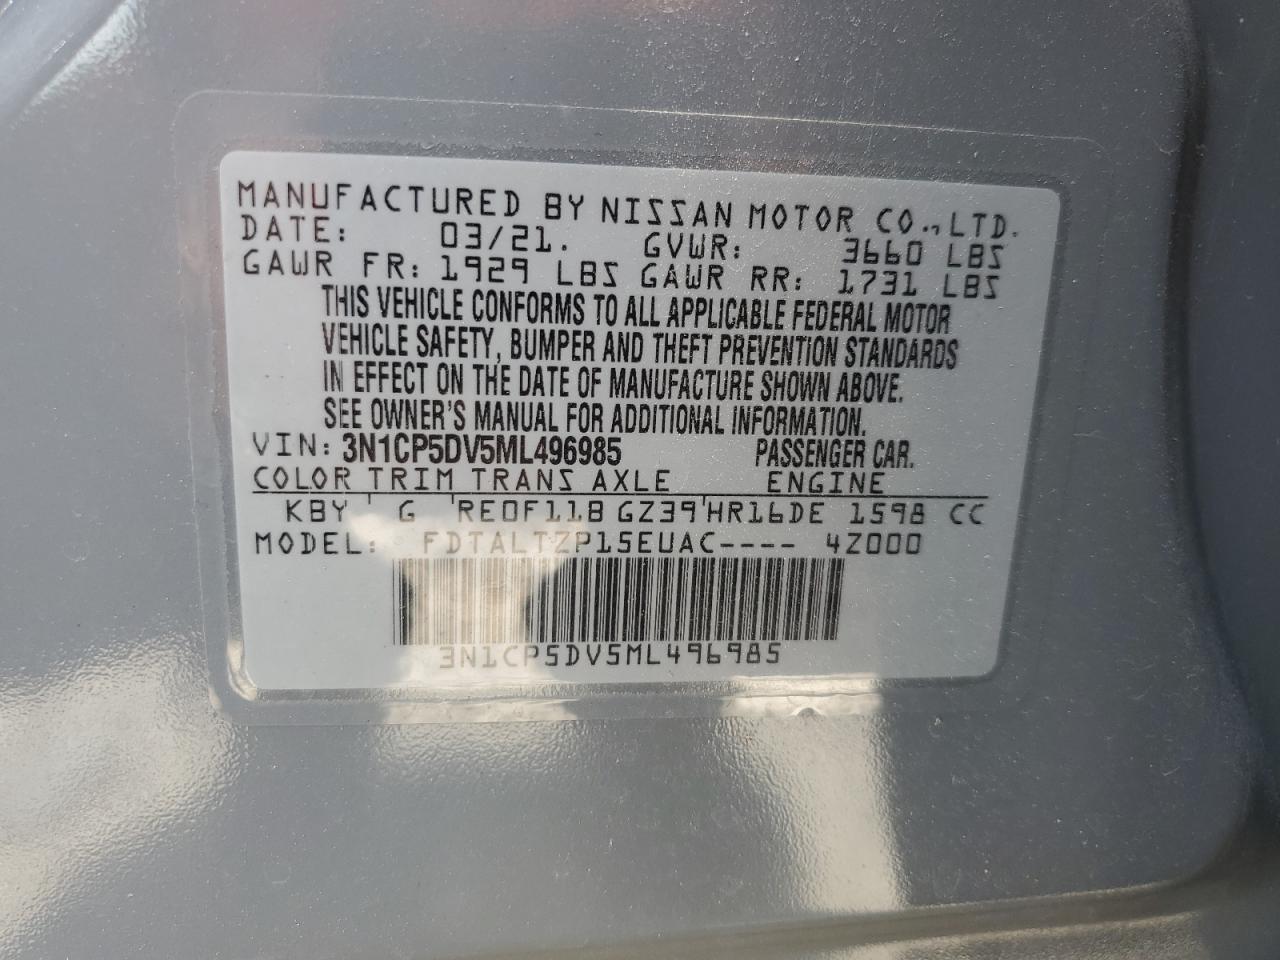 MANUFACTURED BY NISSAN MOTOR CO., LTD.
DATE: 03/21. GVWR: 3660 LBS
GAWR FR: 1929 LBS GAWR RR: 1731 LBS
THIS VEHICLE CONFORMS TO ALL APPLICABLE FEDERAL MOTOR
VEHICLE SAFETY, BUMPER AND THEFT PREVENTION STANDARDS
IN EFFECT ON THE DATE OF MANUFACTURE SHOWN ABOVE.
SEE OWNER'S MANUAL FOR ADDITIONAL INFORMATION.
VIN: 3N1CP5DV5ML496985 PASSENGER CAR.
COLOR TRIM TRANS AXLE ENGINE
KBY G RE0F11B GZ39 HR16DE 1598 CC
MODEL: FDTALTZP15EUAC---- 4Z000
3N1CP5DV5ML496985